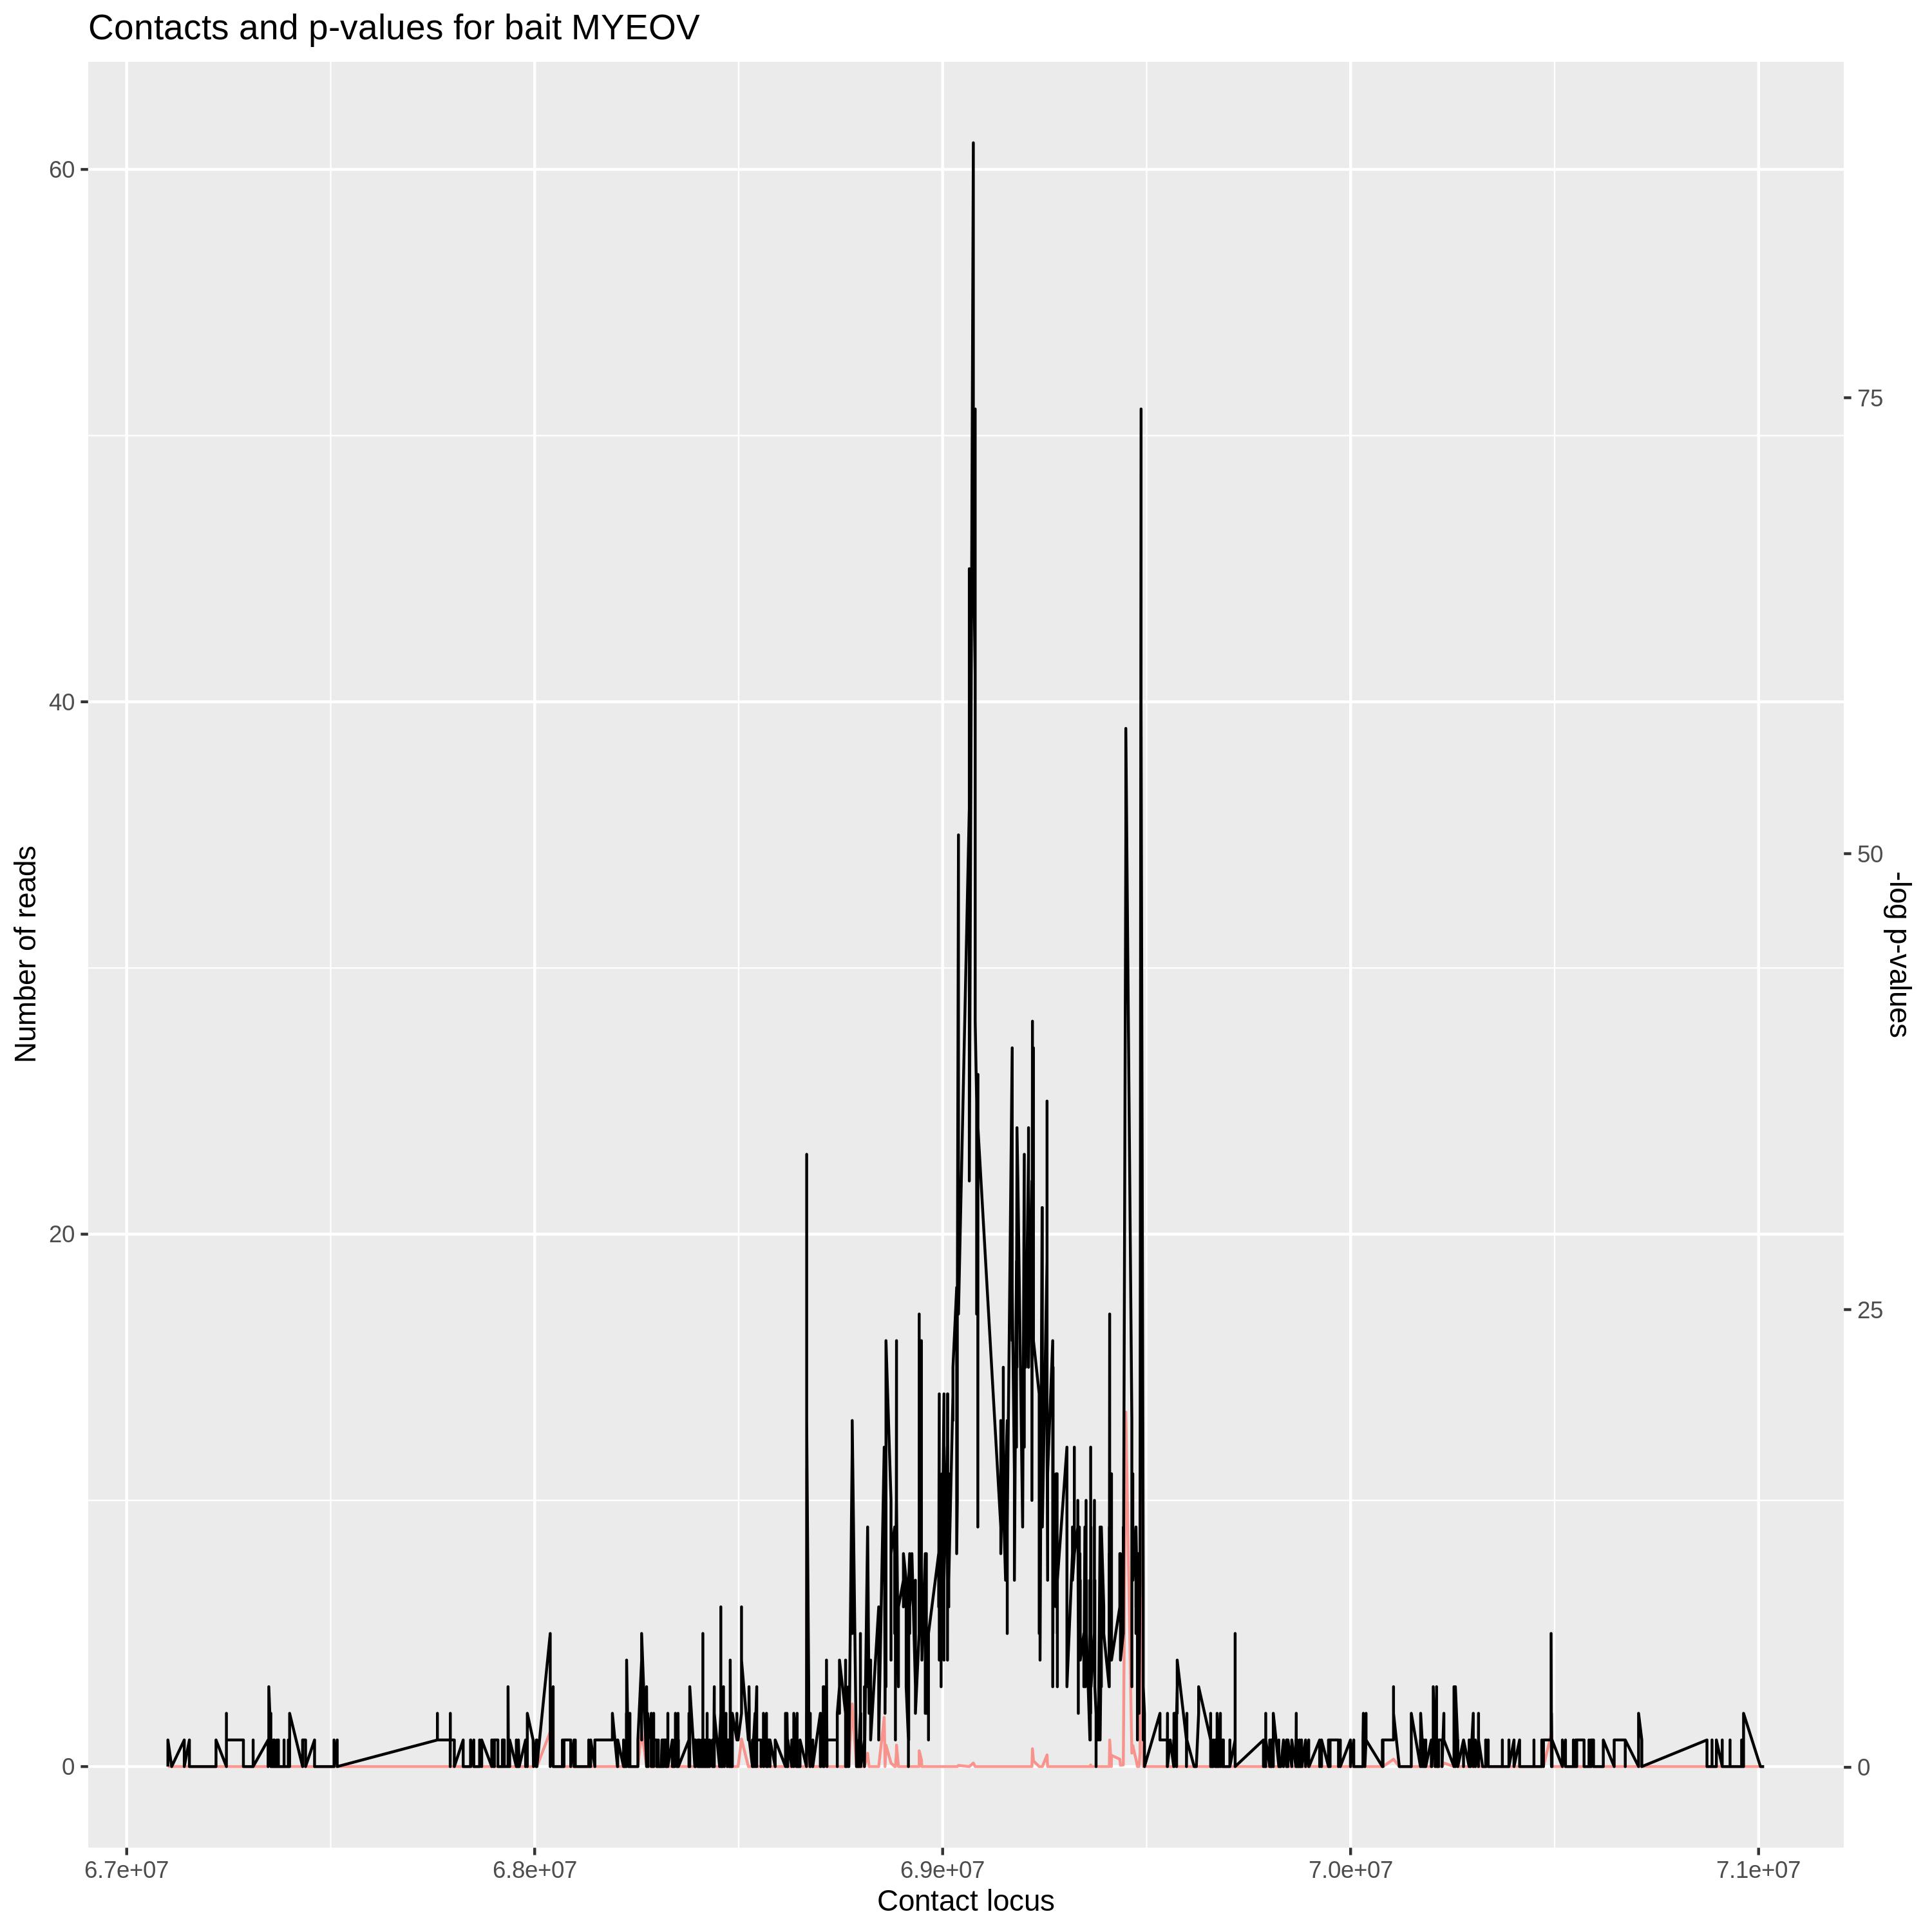 Contacts and p-values for bait MYEOV
60
40
20
0
Number of reads
75
50
25
0
-log p-values
6.7e+07
6.8e+07
6.9e+07
7.0e+07
7.1e+07
Contact locus